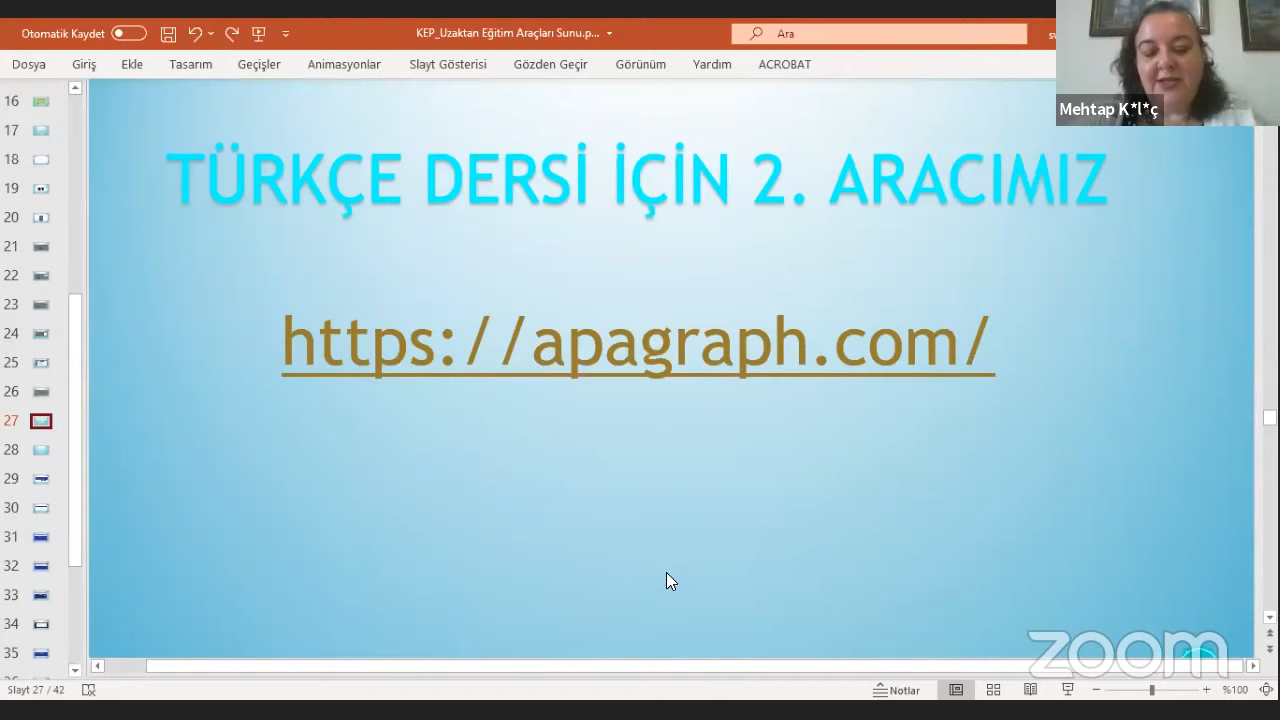 Otomatik Kaydet
KEP_Uzaktan Eğitim Araçları Sunu.p...
Ara
Dosya Giriş Ekle Tasarım Geçişler Animasyonlar Slayt Gösterisi Gözden Geçir Görünüm Yardım ACROBAT
Mehtap K*l*ç
16
17
18
19
20
21
22
23
24
25
26
27
28
29
30
31
32
33
34
35
TÜRKÇE DERSİ İÇİN 2. ARACIMIZ
https://apagraph.com/
zoom
Slayt 27 / 42
Notlar
%100